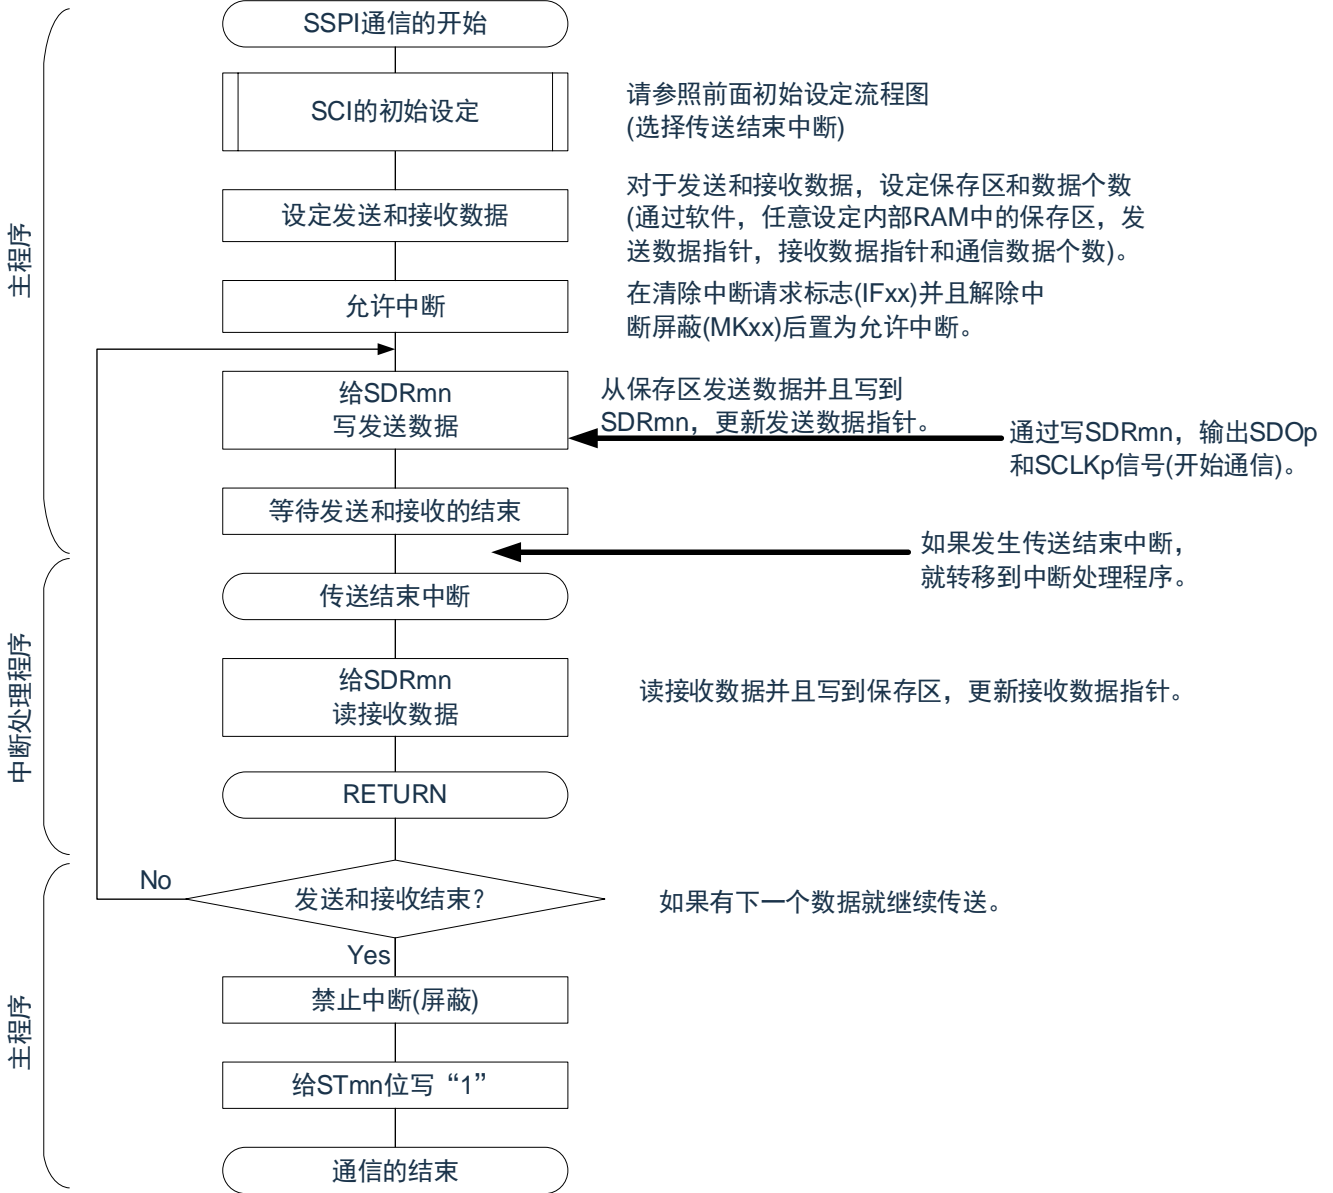 SSPI通信的开始
SCI的初始设定
请参照前面初始设定流程图
(选择传送结束中断)
设定发送和接收数据
对于发送和接收数据，设定保存区和数据个数
(通过软件，任意设定内部RAM中的保存区，发
送数据指针，接收数据指针和通信数据个数)。
主程序
允许中断
在清除中断请求标志(IFxx)并且解除中
断屏蔽(MKxx)后置为允许中断。
给SDRmn
写发送数据
从保存区发送数据并且写到
SDRmn，更新发送数据指针。
通过写SDRmn，输出SDOp
和SCLKp信号(开始通信)。
等待发送和接收的结束
如果发生传送结束中断，
就转移到中断处理程序。
传送结束中断
中断处理程序
给SDRmn
读接收数据
读接收数据并且写到保存区，更新接收数据指针。
RETURN
No
发送和接收结束?
如果有下一个数据就继续传送。
Yes
禁止中断(屏蔽)
主程序
给STmn位写“1”
通信的结束